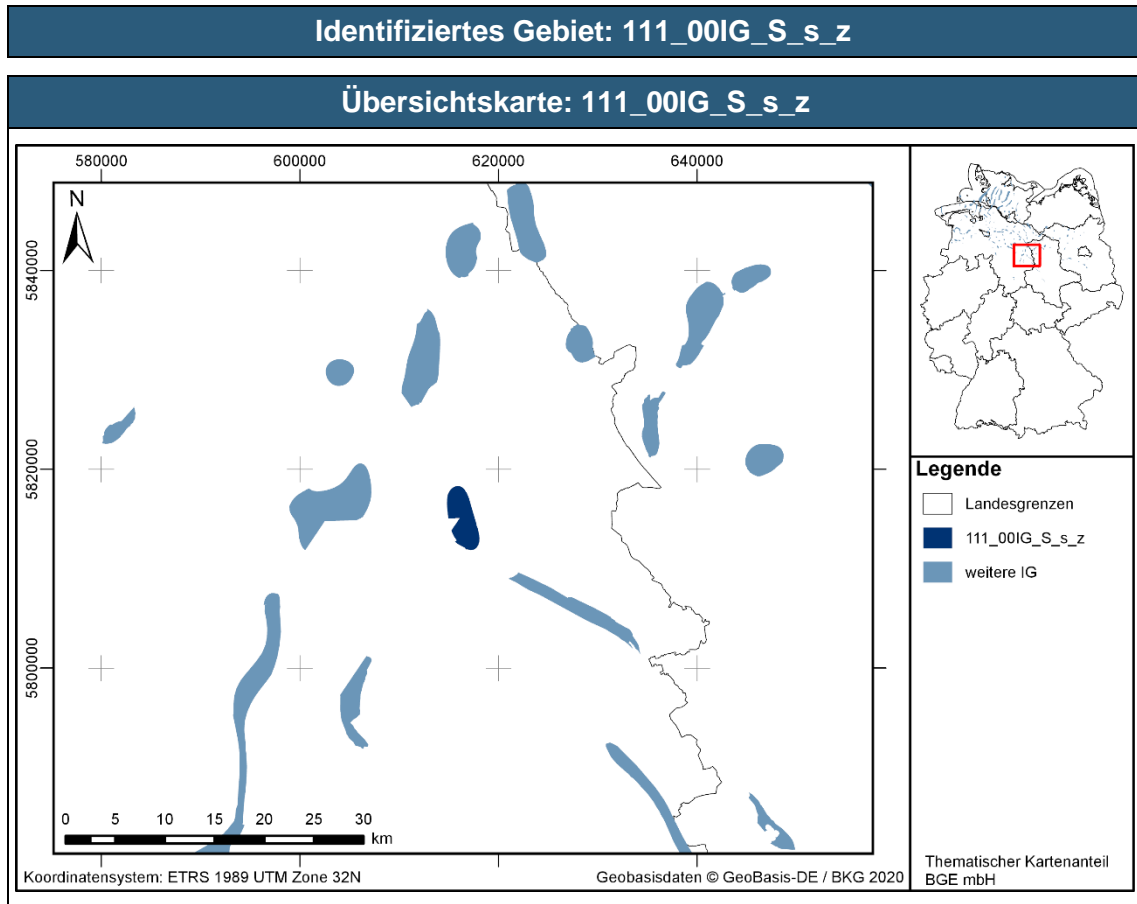 Identifiziertes Gebiet: 111_00IG_S_s_z
Übersichtskarte: 111_00IG_S_s_z
580000 600000 620000 640000
N
5840000
5820000
5800000
0 5 10 15 20 25 30
km
Koordinatensystem: ETRS 1989 UTM Zone 32N
Geobasisdaten © GeoBasis-DE / BKG 2020
Legende
Landesgrenzen
111_00IG_S_s_z
weitere IG
Thematischer Kartenanteil
BGE mbH